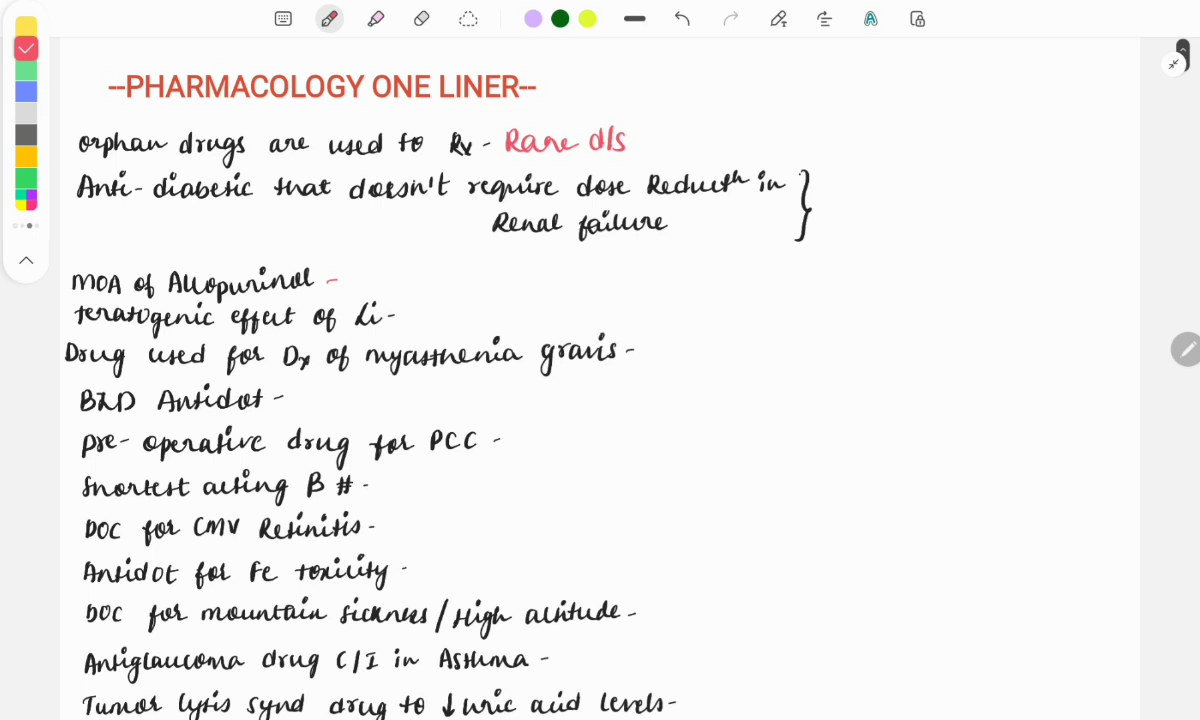 --PHARMACOLOGY ONE LINER--
orphan drugs are used to Rx - Rare d/s
Anti-diabetic that doesn't require dose Reductn in
Renal failure
MOA of Allopurinol -
teratogenic effect of Li -
Drug used for Dx of myasthenia gravis -
BZD Antidot -
pre-operative drug for PCC -
Shortest acting β # -
DOC for CMV Retinitis -
Antidot for Fe toxicity -
DOC for mountain sickness / High altitude -
Antiglaucoma drug C/I in Asthma -
Tumor lysis synd drug to ↓ uric acid levels -